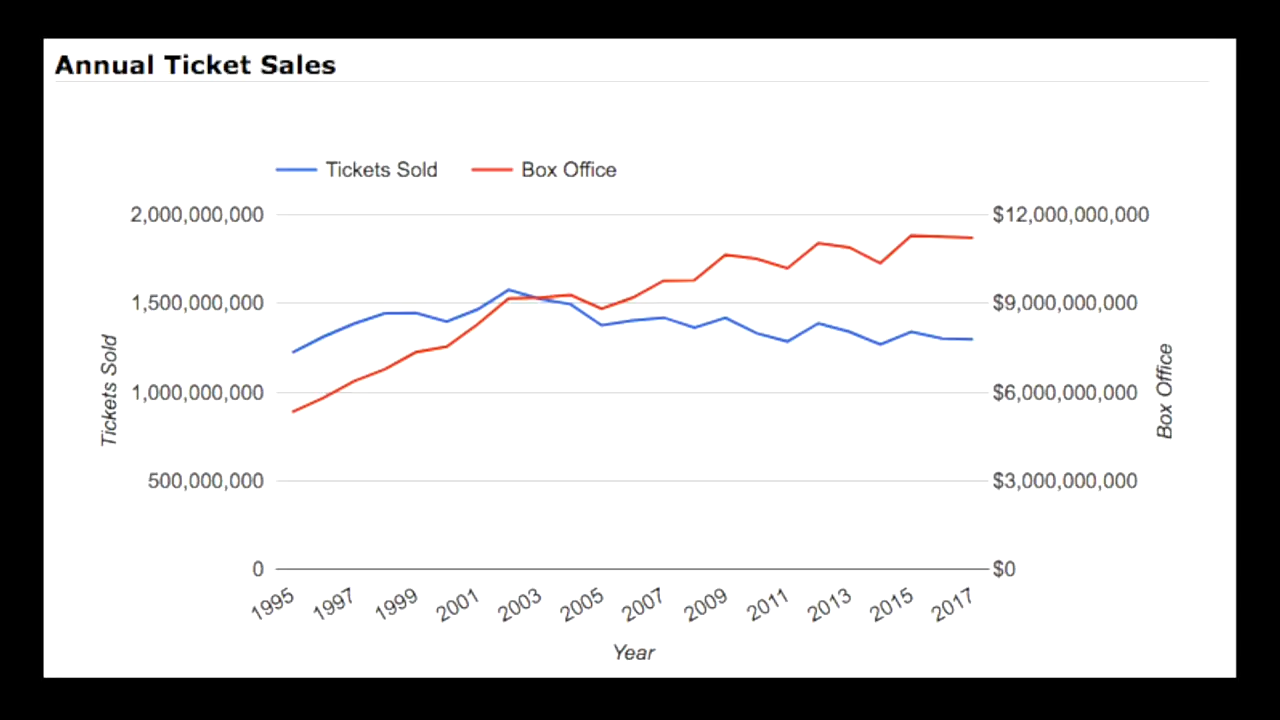 Annual Ticket Sales
Tickets Sold
Box Office
2,000,000,000
$12,000,000,000
1,500,000,000
$9,000,000,000
1,000,000,000
$6,000,000,000
500,000,000
$3,000,000,000
0
$0
Tickets Sold
Box Office
1995 1997 1999 2001 2003 2005 2007 2009 2011 2013 2015 2017
Year